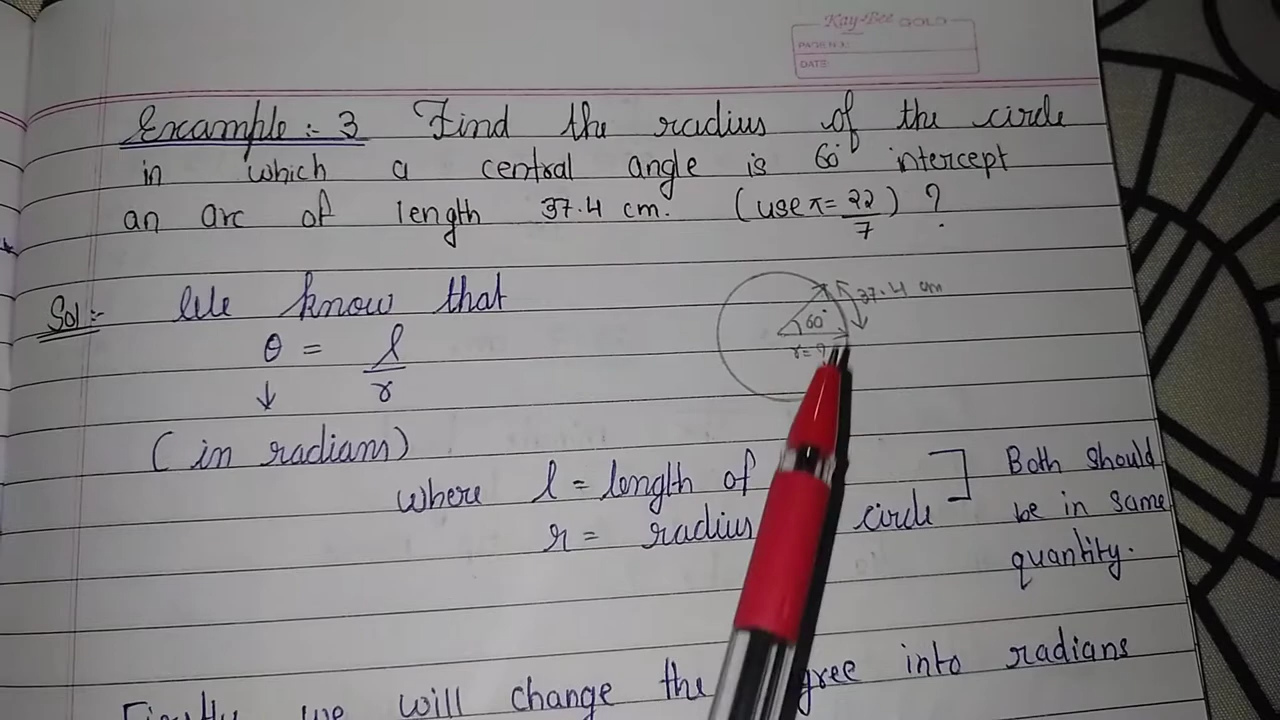 Kay-Bee GOLD
PAGE No.
DATE:
Example:- 3 Find the radius of the circle
in which a central angle is 60° intercept
an arc of length 37.4 cm. (use π = 22/7) ?
Sol:- We know that
θ = l/r
37.4 cm
60°
r = ?
↓
(in radians)
where l = length of
r = radius circle ] Both should
be in same
quantity.
Firstly we will change the degree into radians